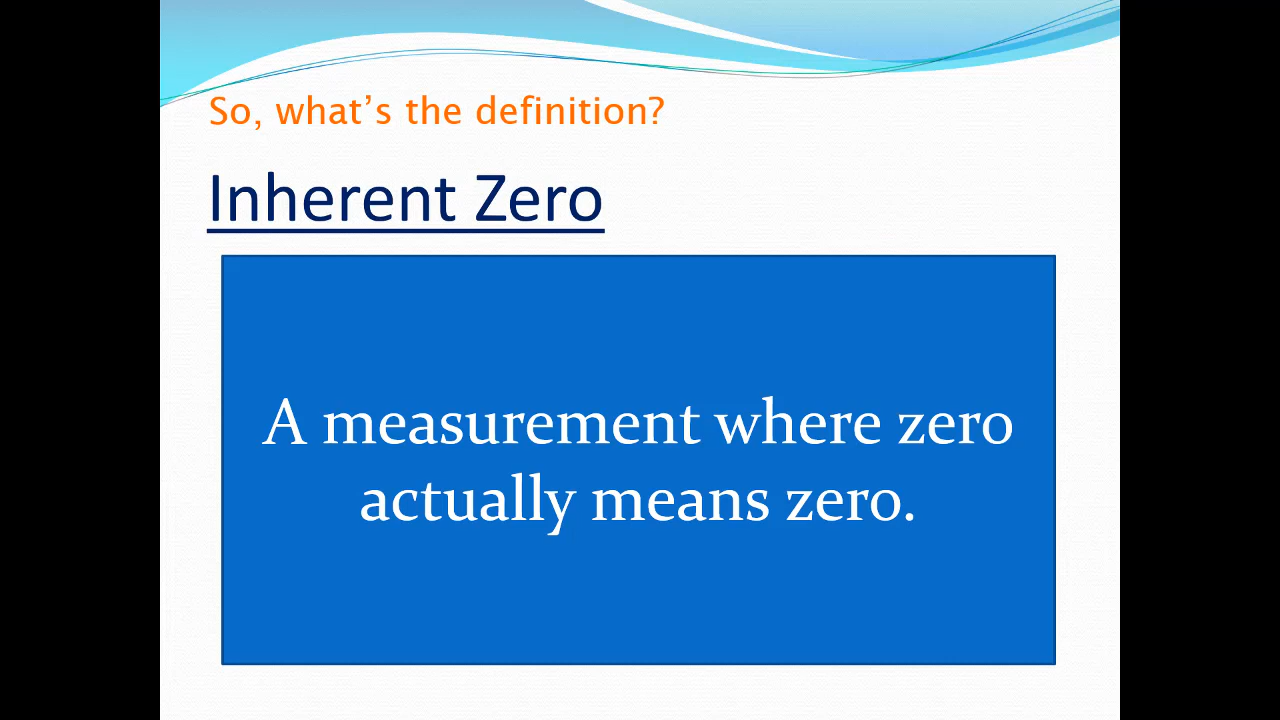 So, what’s the definition?
Inherent Zero
A measurement where zero
actually means zero.